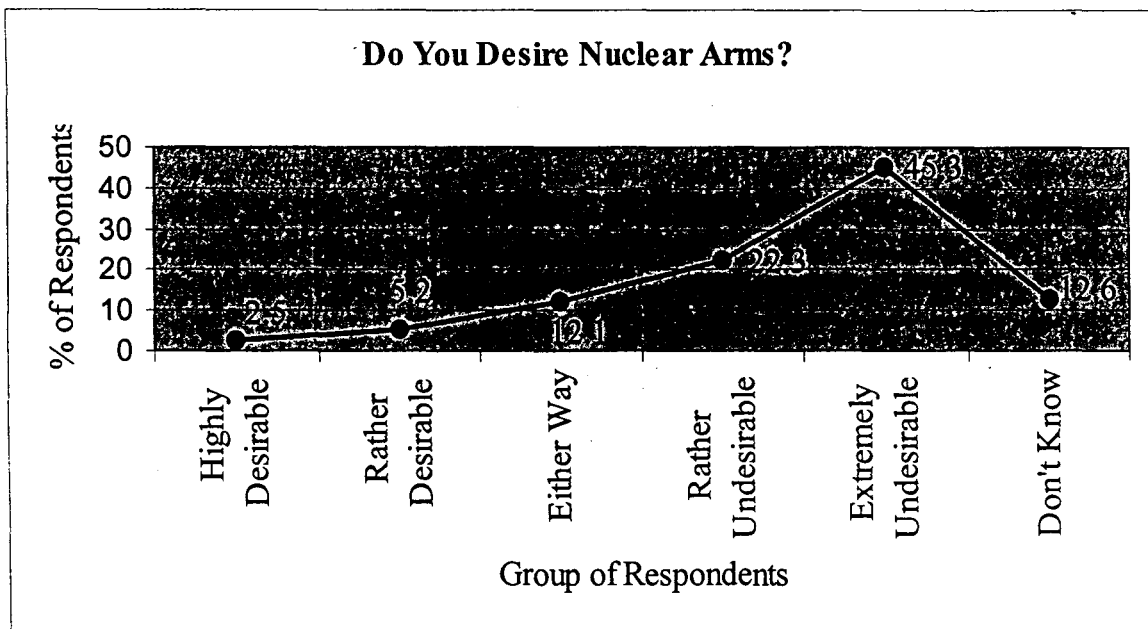 Do You Desire Nuclear Arms?
% of Respondents
50
40
30
20
10
0
2.5
5.2
12.1
22.3
45.3
12.6
Highly
Desirable
Rather
Desirable
Either Way
Rather
Undesirable
Extremely
Undesirable
Don't Know
Group of Respondents